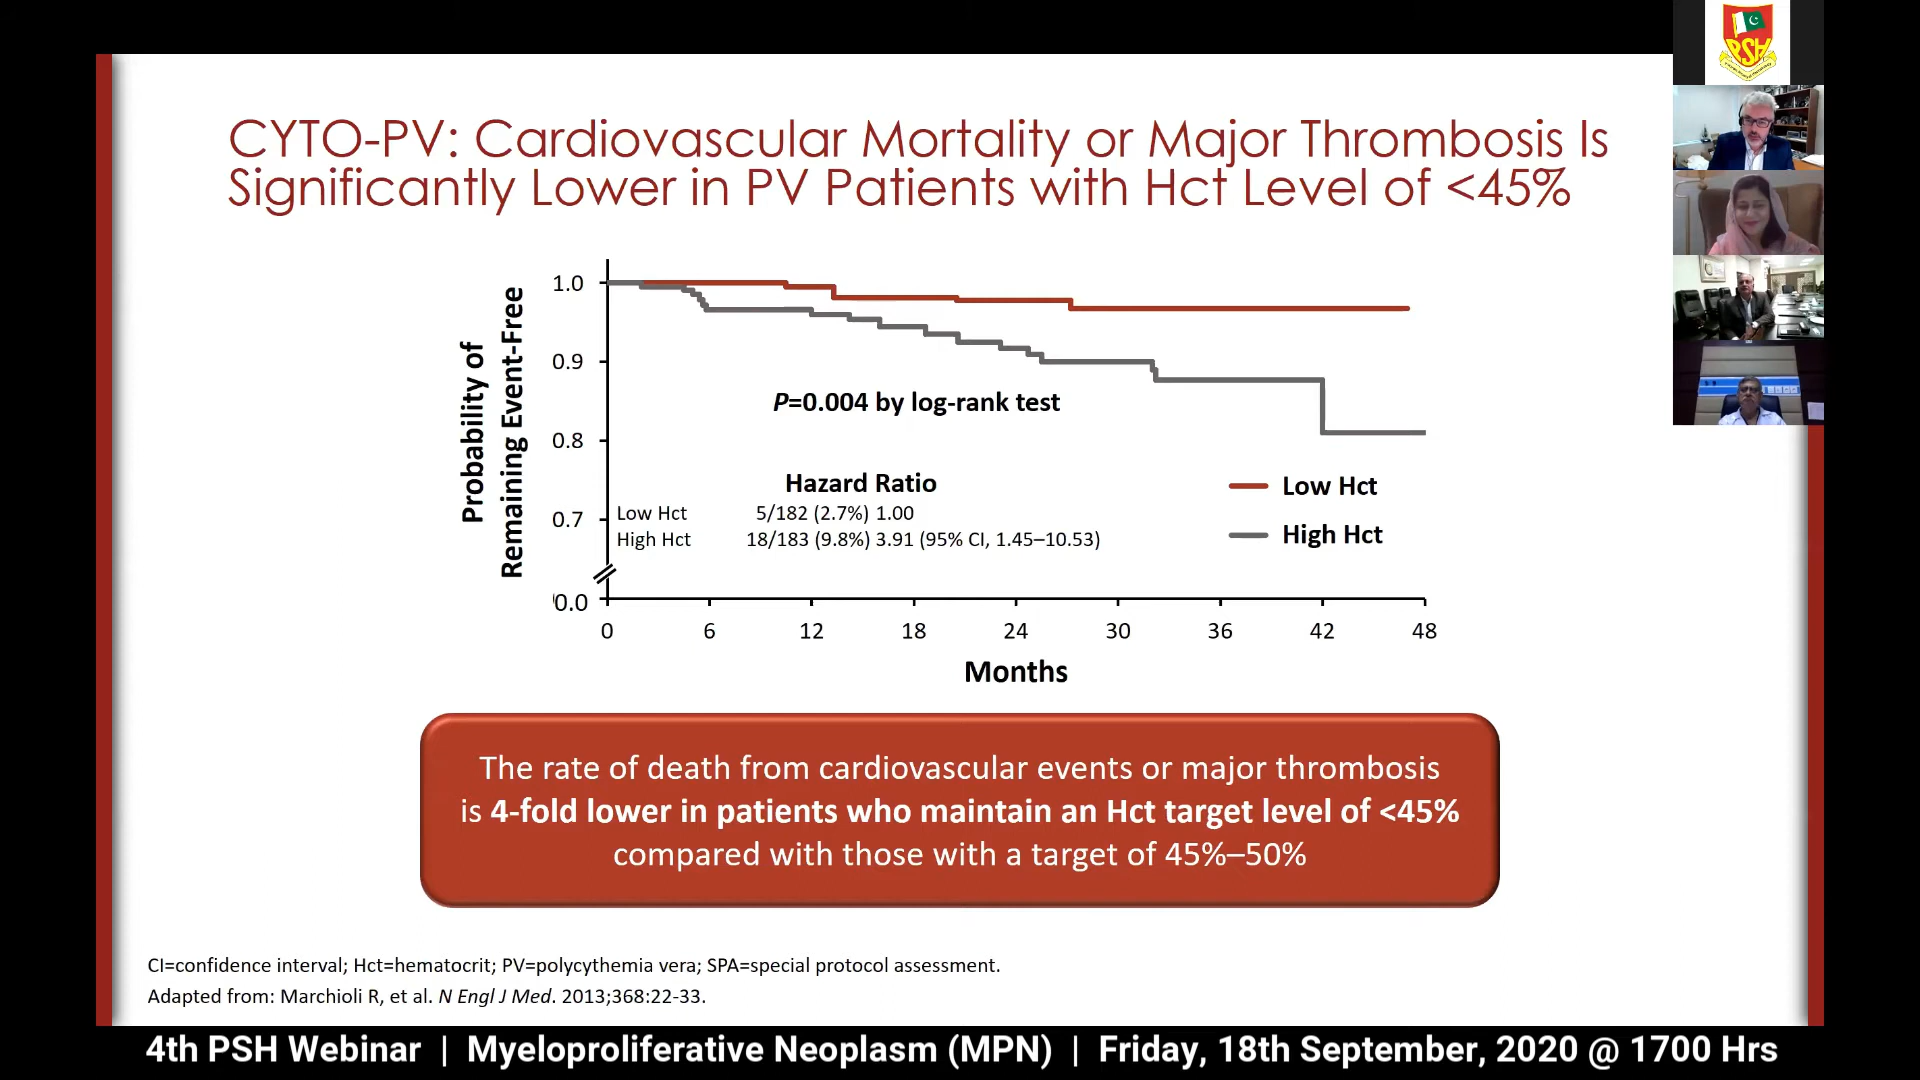 CYTO-PV: Cardiovascular Mortality or Major Thrombosis Is
Significantly Lower in PV Patients with Hct Level of <45%
PSH
Probability of
Remaining Event-Free
1.0
0.9
0.8
0.7
0.0
P=0.004 by log-rank test
Hazard Ratio
Low Hct 5/182 (2.7%) 1.00
High Hct 18/183 (9.8%) 3.91 (95% CI, 1.45–10.53)
Low Hct
High Hct
0 6 12 18 24 30 36 42 48
Months
The rate of death from cardiovascular events or major thrombosis
is 4-fold lower in patients who maintain an Hct target level of <45%
compared with those with a target of 45%–50%
CI=confidence interval; Hct=hematocrit; PV=polycythemia vera; SPA=special protocol assessment.
Adapted from: Marchioli R, et al. N Engl J Med. 2013;368:22-33.
4th PSH Webinar | Myeloproliferative Neoplasm (MPN) | Friday, 18th September, 2020 @ 1700 Hrs